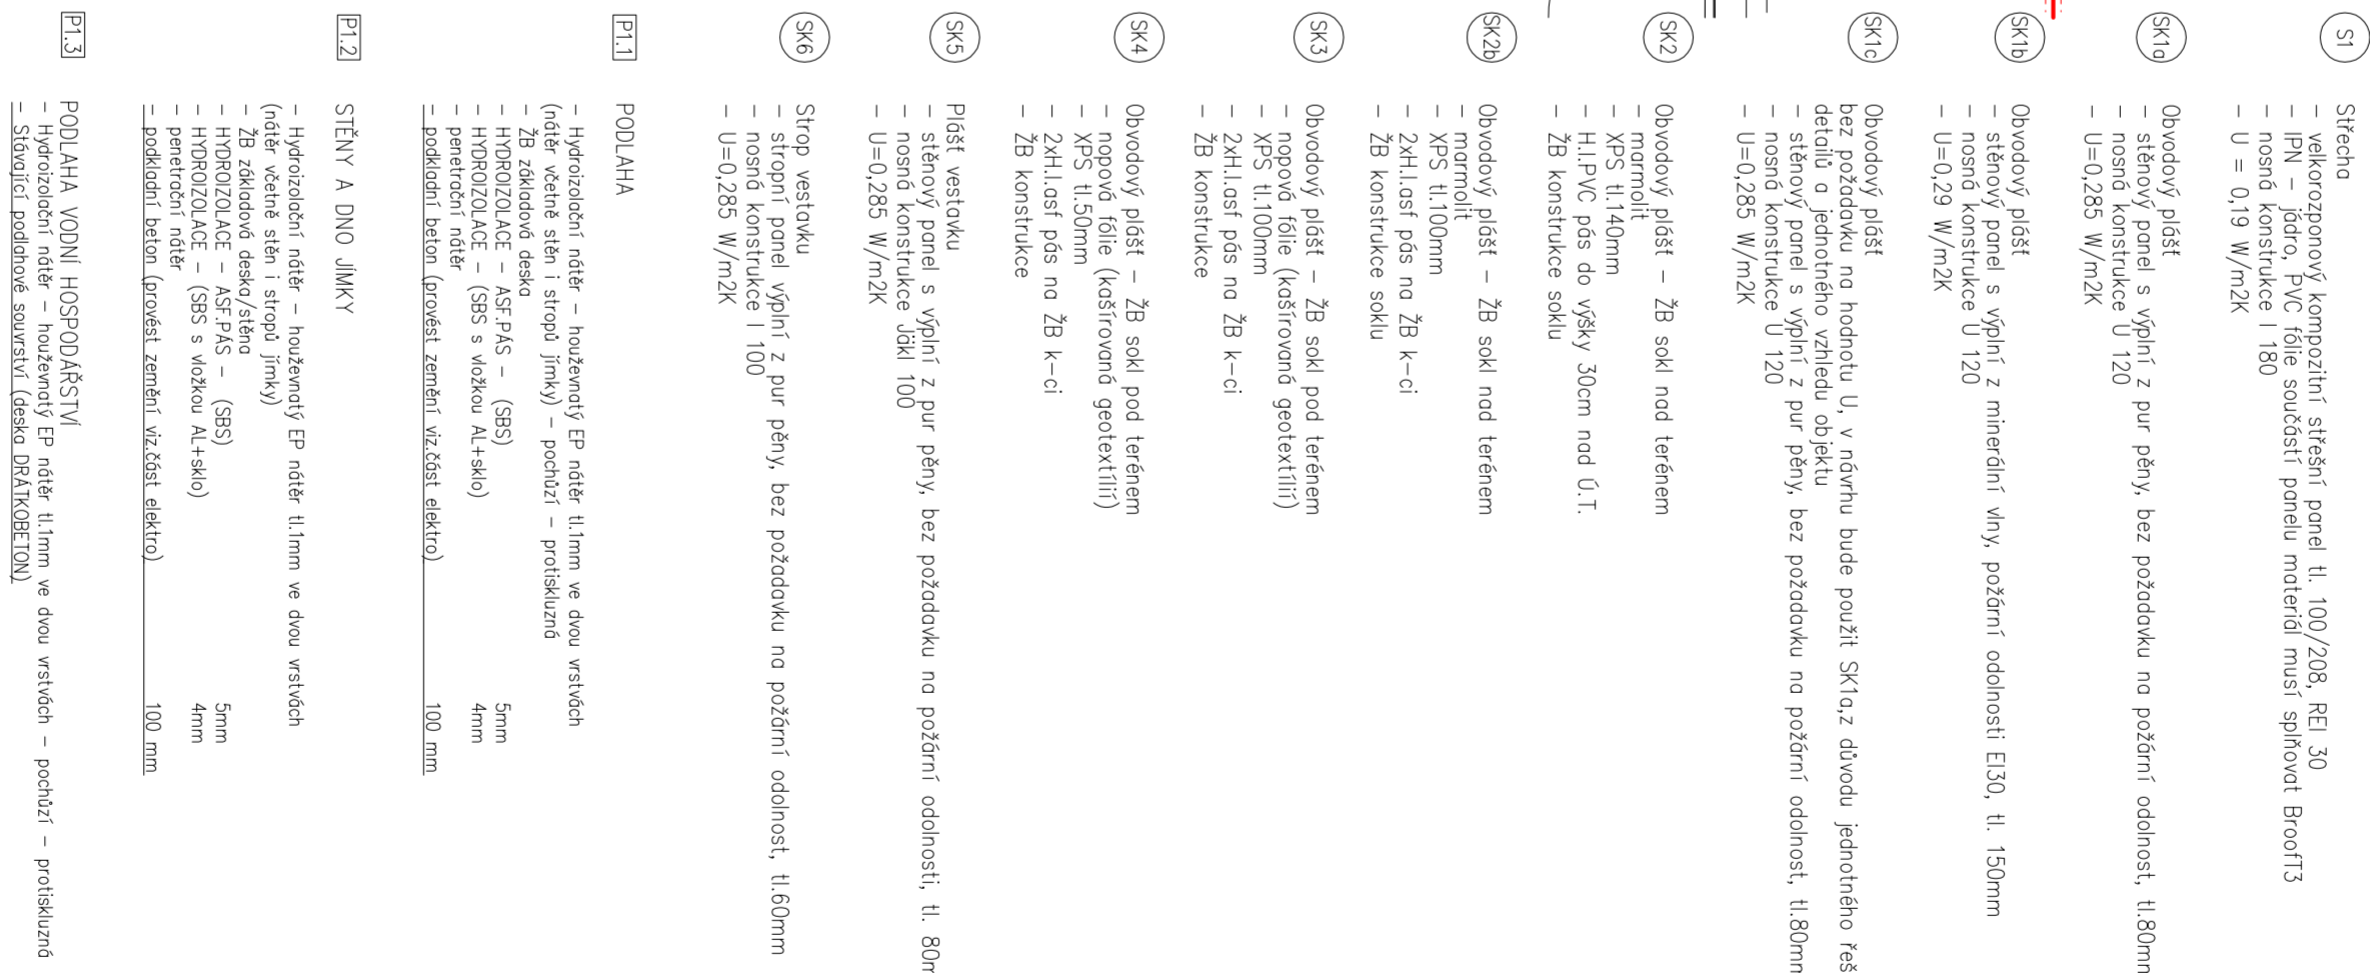 S1
Střecha
- velkorozponový kompozitní střešní panel tl. 100/208, REI 30
- IPN - jádro, PVC fólie součástí panelu materiál musí splňovat BroofT3
- nosná konstrukce I 180
- U = 0,19 W/m2K
SK1a
Obvodový plášť
- stěnový panel s výplní z pur pěny, bez požadavku na požární odolnost, tl.80mm
- nosná konstrukce U 120
- U=0,285 W/m2K
SK1b
Obvodový plášť
- stěnový panel s výplní z minerální vlny, požární odolnosti EI30, tl. 150mm
- nosná konstrukce U 120
- U=0,29 W/m2K
SK1c
Obvodový plášť
bez požadavku na hodnotu U, v návrhu bude použit SK1a,z důvodu jednotného řeš
detailů a jednotného vzhledu objektu
- stěnový panel s výplní z pur pěny, bez požadavku na požární odolnost, tl.80mm
- nosná konstrukce U 120
- U=0,285 W/m2K
SK2
Obvodový plášť - ŽB sokl nad terénem
- marmolit
- XPS tl.140mm
- H.I.PVC pás do výšky 30cm nad Ú.T.
- ŽB konstrukce soklu
SK2b
Obvodový plášť - ŽB sokl nad terénem
- marmolit
- XPS tl.100mm
- 2xH.I.asf pás na ŽB k-ci
- ŽB konstrukce soklu
SK3
Obvodový plášť - ŽB sokl pod terénem
- nopová fólie (kašírovaná geotextílií)
- XPS tl.100mm
- 2xH.I.asf pás na ŽB k-ci
- ŽB konstrukce
SK4
Obvodový plášť - ŽB sokl pod terénem
- nopová fólie (kašírovaná geotextílií)
- XPS tl.50mm
- 2xH.I.asf pás na ŽB k-ci
- ŽB konstrukce
SK5
Plášť vestavku
- stěnový panel s výplní z pur pěny, bez požadavku na požární odolnosti, tl. 80m
- nosná konstrukce Jäkl 100
- U=0,285 W/m2K
SK6
Strop vestavku
- stropní panel výplní z pur pěny, bez požadavku na požární odolnost, tl.60mm
- nosná konstrukce I 100
- U=0,285 W/m2K
P1.1
PODLAHA
- Hydroizolační nátěr - houževnatý EP nátěr tl.1mm ve dvou vrstvách
(nátěr včetně stěn i stropů jímky) - pochůzí - protiskluzná
- ŽB základová deska
- HYDROIZOLACE - ASF.PÁS - (SBS) 5mm
- HYDROIZOLACE - (SBS s vložkou AL+sklo) 4mm
- penetrační nátěr
- podkladní beton (provést zemění viz.část elektro) 100 mm
P1.2
STĚNY A DNO JÍMKY
- Hydroizolační nátěr - houževnatý EP nátěr tl.1mm ve dvou vrstvách
(nátěr včetně stěn i stropů jímky)
- ŽB základová deska/stěna
- HYDROIZOLACE - ASF.PÁS - (SBS) 5mm
- HYDROIZOLACE - (SBS s vložkou AL+sklo) 4mm
- penetrační nátěr
- podkladní beton (provést zemění viz.část elektro) 100 mm
P1.3
PODLAHA VODNÍ HOSPODÁŘSTVÍ
- Hydroizolační nátěr - houževnatý EP nátěr tl.1mm ve dvou vrstvách - pochůzí - protiskluzná
- Stávající podlahové souvrství (deska DRÁTKOBETON)